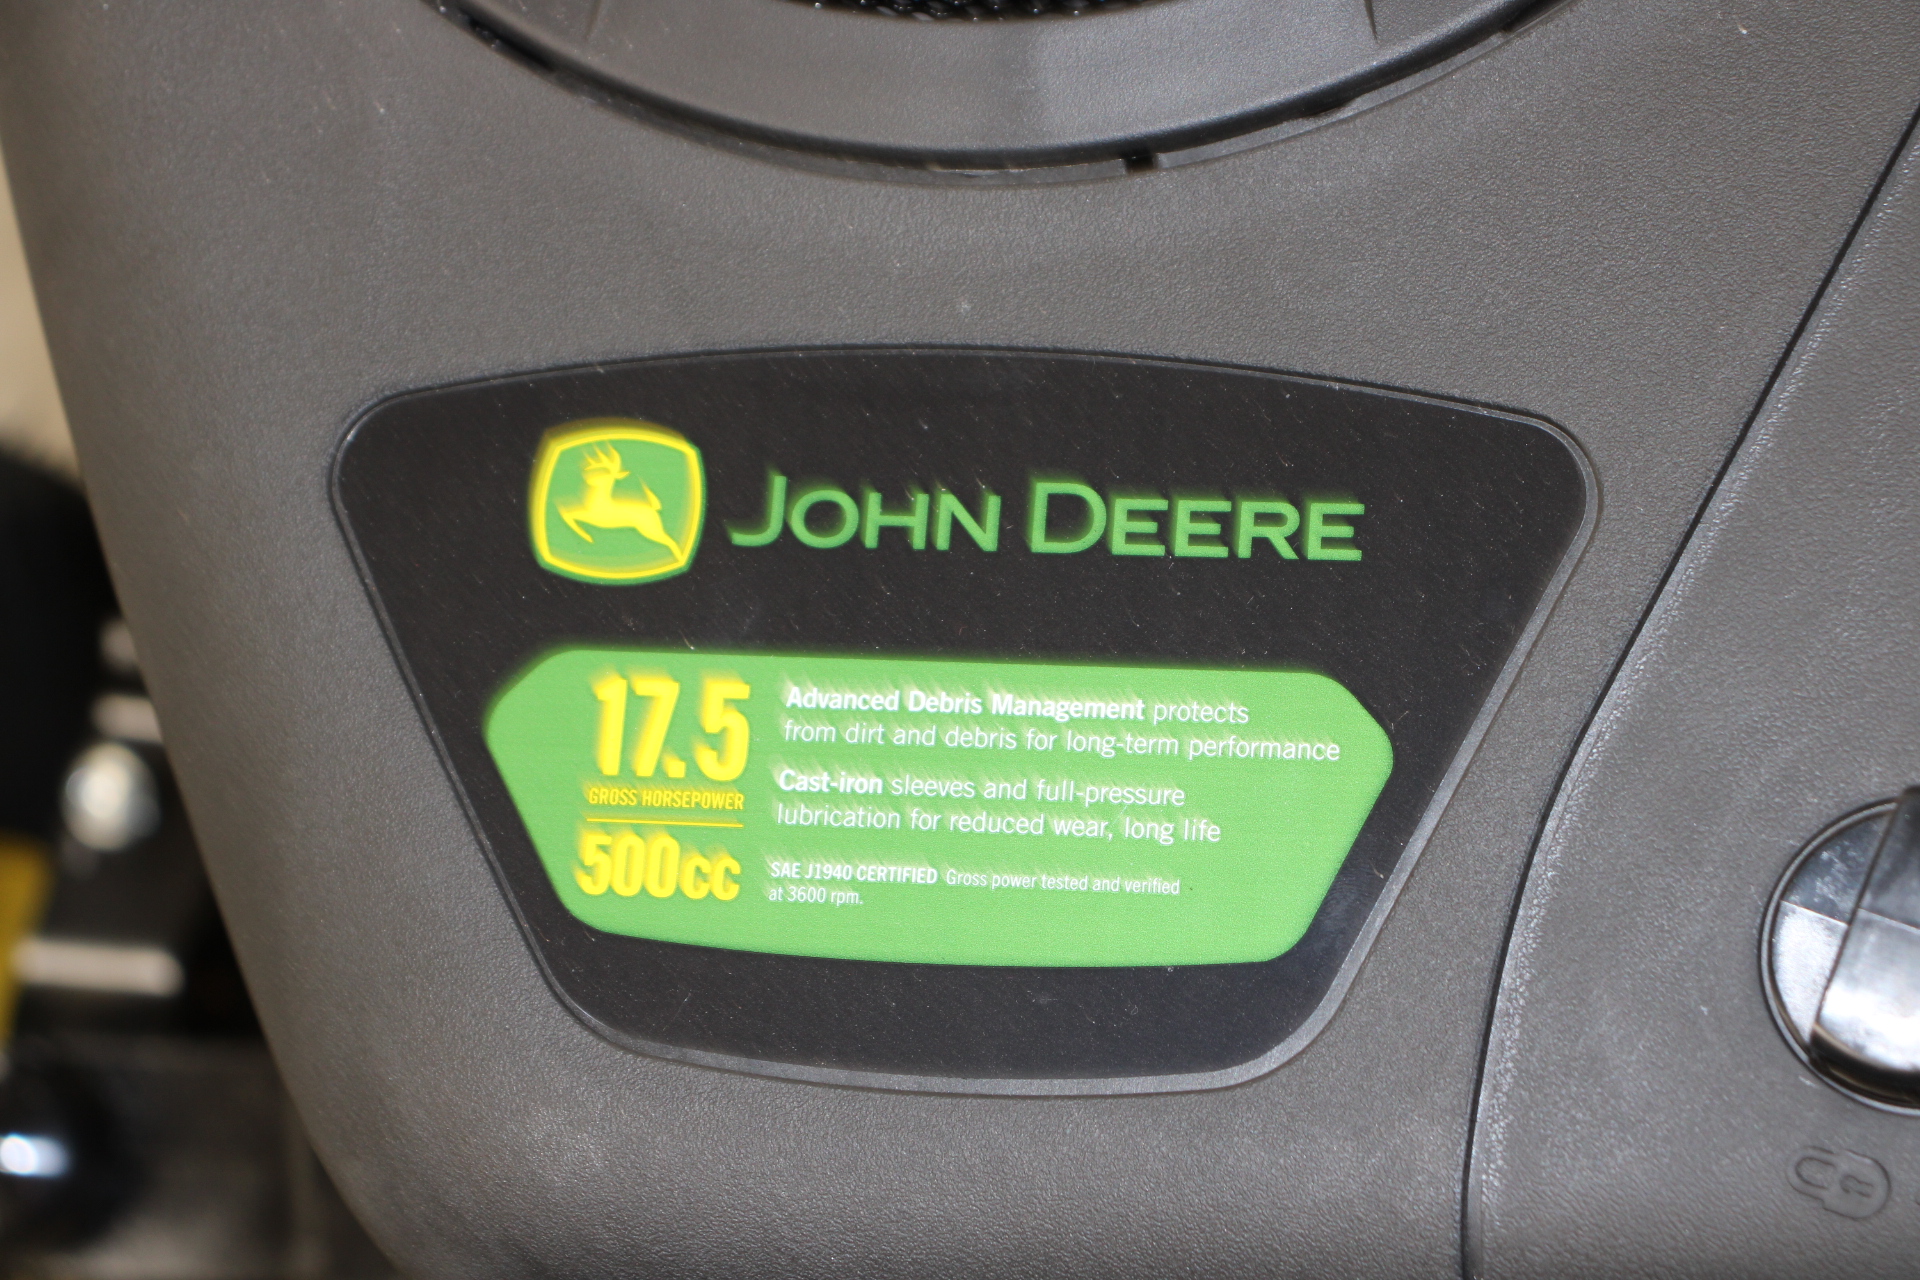 JOHN DEERE
17.5
GROSS HORSEPOWER
500cc
Advanced Debris Management protects
from dirt and debris for long-term performance
Cast-iron sleeves and full-pressure
lubrication for reduced wear, long life
SAE J1940 CERTIFIED Gross power tested and verified
at 3600 rpm.